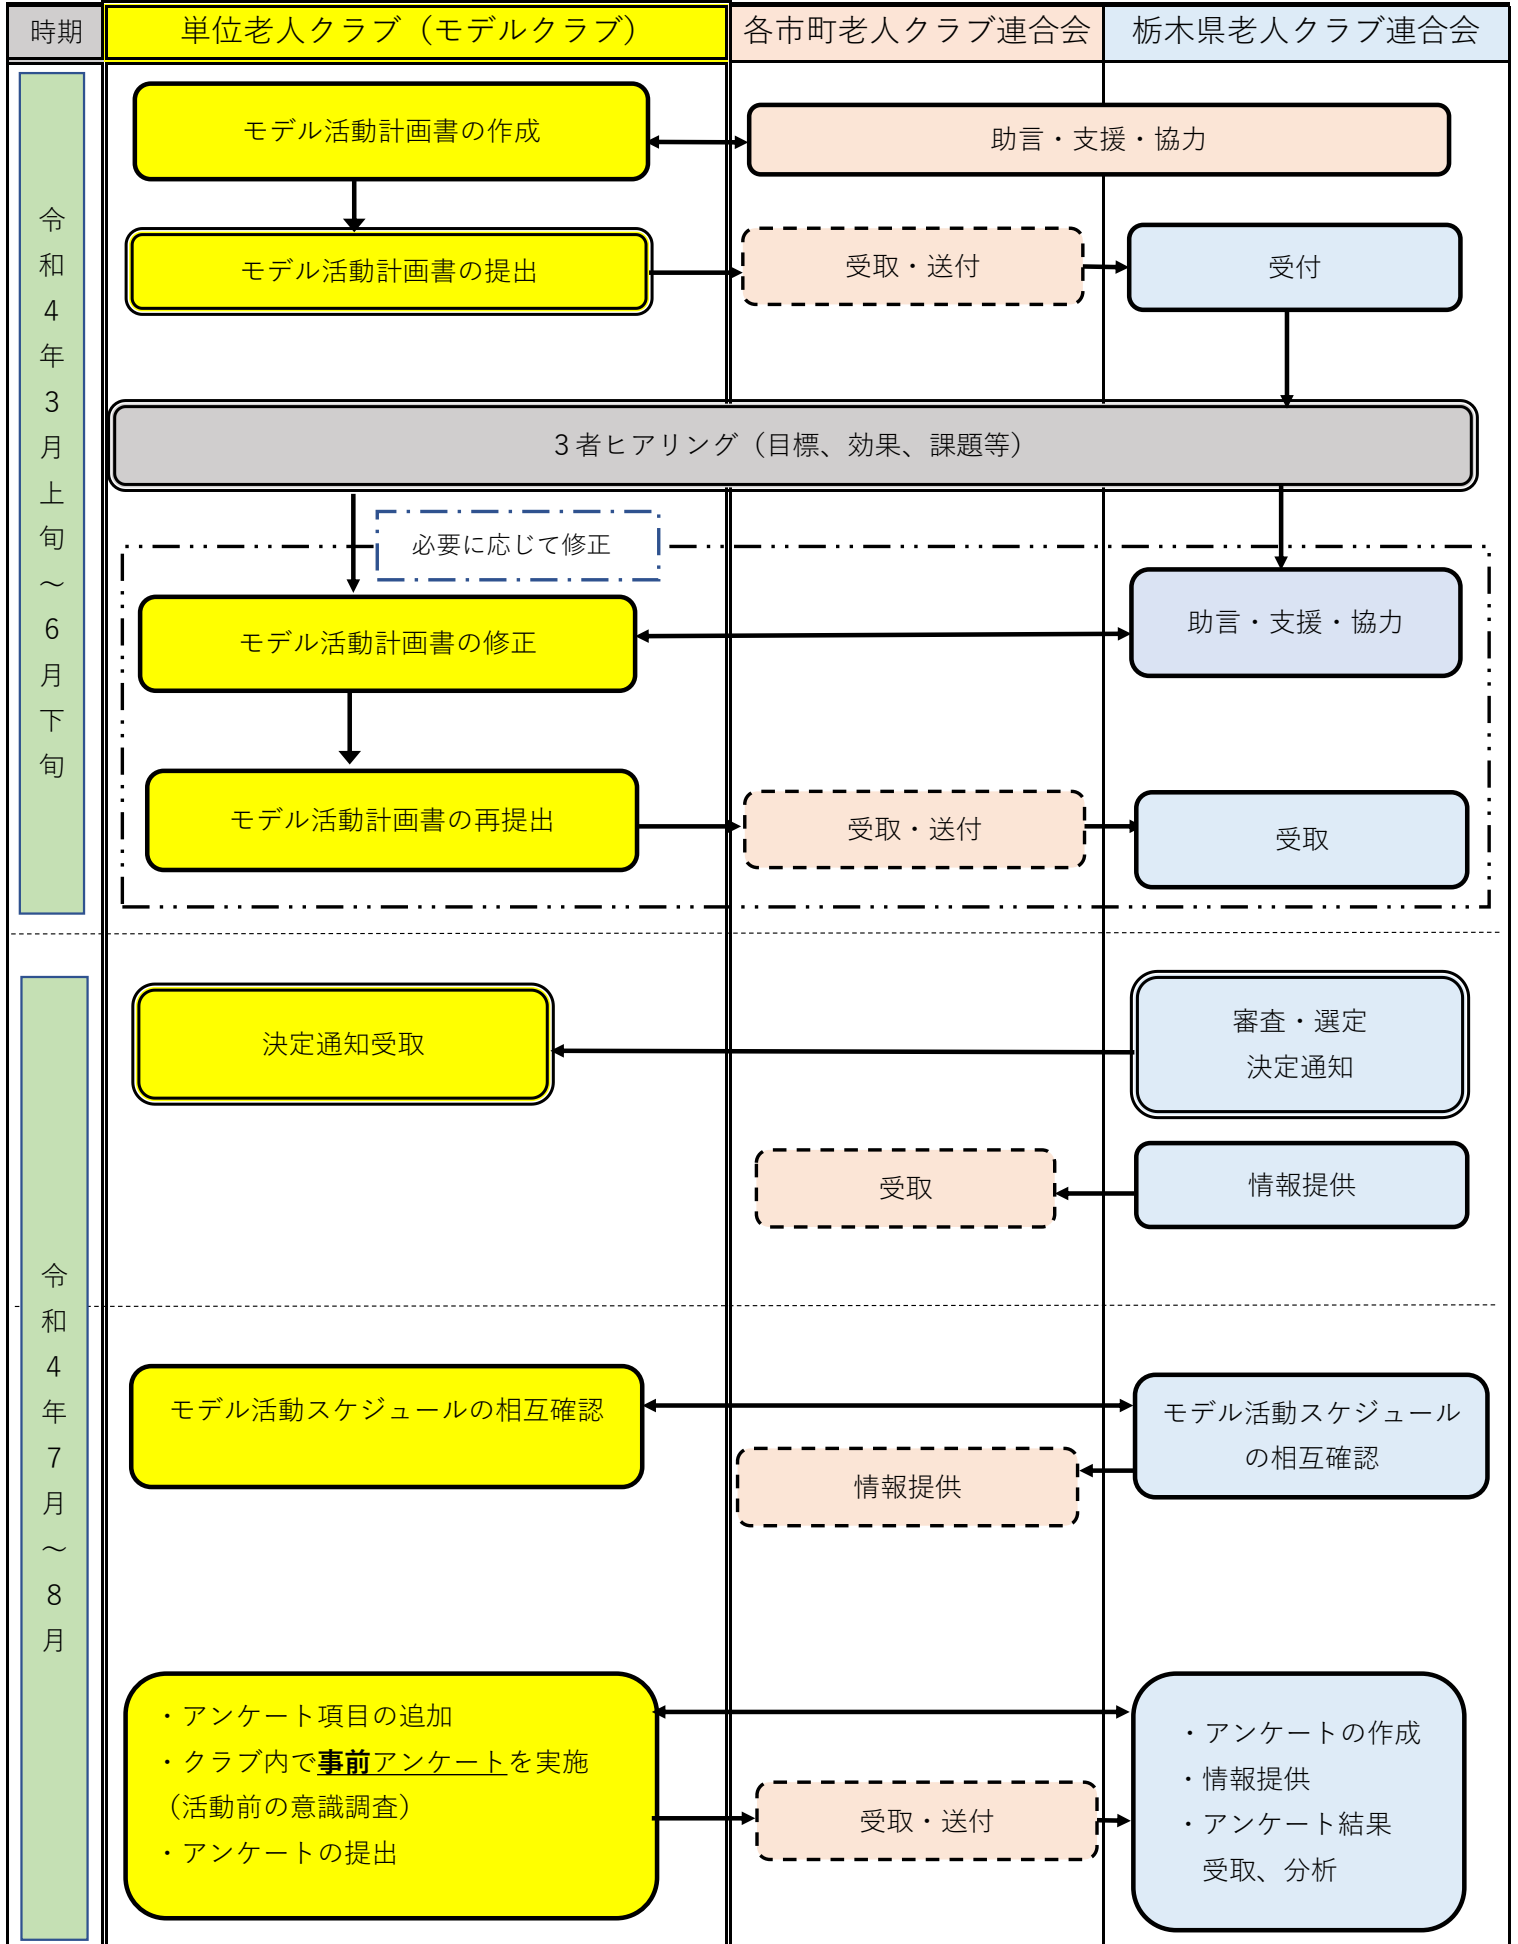 時期
単位老人クラブ（モデルクラブ）
各市町老人クラブ連合会
栃木県老人クラブ連合会
令和４年３月上旬～６月下旬
モデル活動計画書の作成
助言・支援・協力
モデル活動計画書の提出
受取・送付
受付
３者ヒアリング（目標、効果、課題等）
必要に応じて修正
モデル活動計画書の修正
助言・支援・協力
モデル活動計画書の再提出
受取・送付
受取
令和４年７月～８月
決定通知受取
審査・選定
決定通知
受取
情報提供
モデル活動スケジュールの相互確認
モデル活動スケジュール
の相互確認
情報提供
・アンケート項目の追加
・クラブ内で事前アンケートを実施
（活動前の意識調査）
・アンケートの提出
受取・送付
・アンケートの作成
・情報提供
・アンケート結果
受取、分析